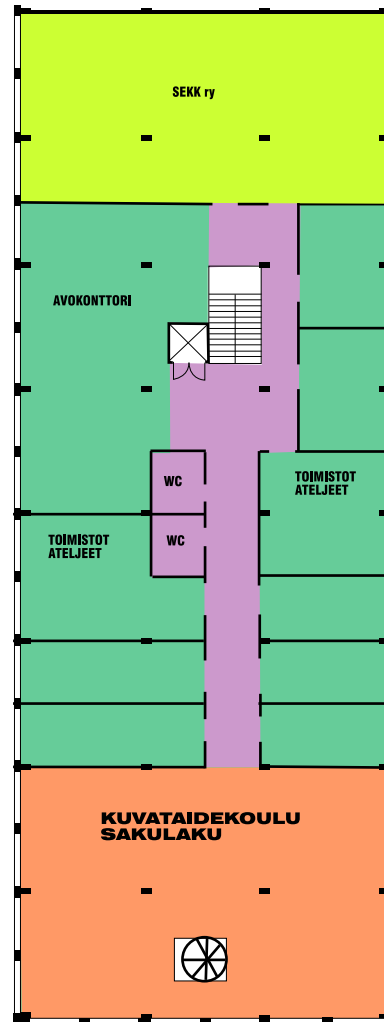 SEKK ry
AVOKONTTORI
WC
TOIMISTOT
ATELJEET
WC
TOIMISTOT
ATELJEET
KUVATAIDEKOULU
SAKULAKU